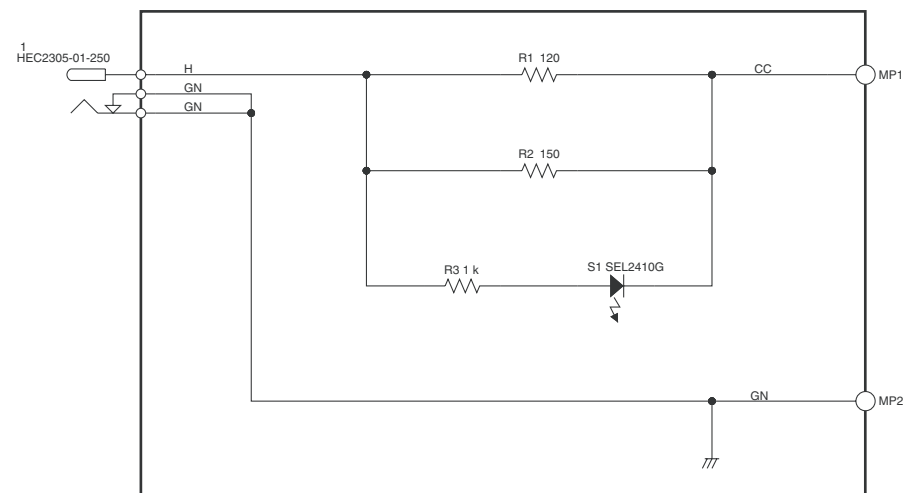 1
HEC2305-01-250
H
R1 120
CC
MP1
GN
GN
R2 150
R3 1 k
S1 SEL2410G
GN
MP2